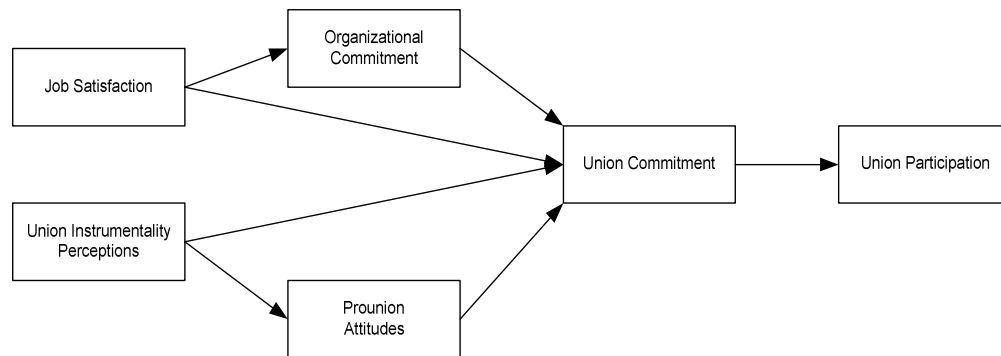 Organizational
Commitment
Job Satisfaction
Union Commitment
Union Participation
Union Instrumentality
Perceptions
Prounion
Attitudes